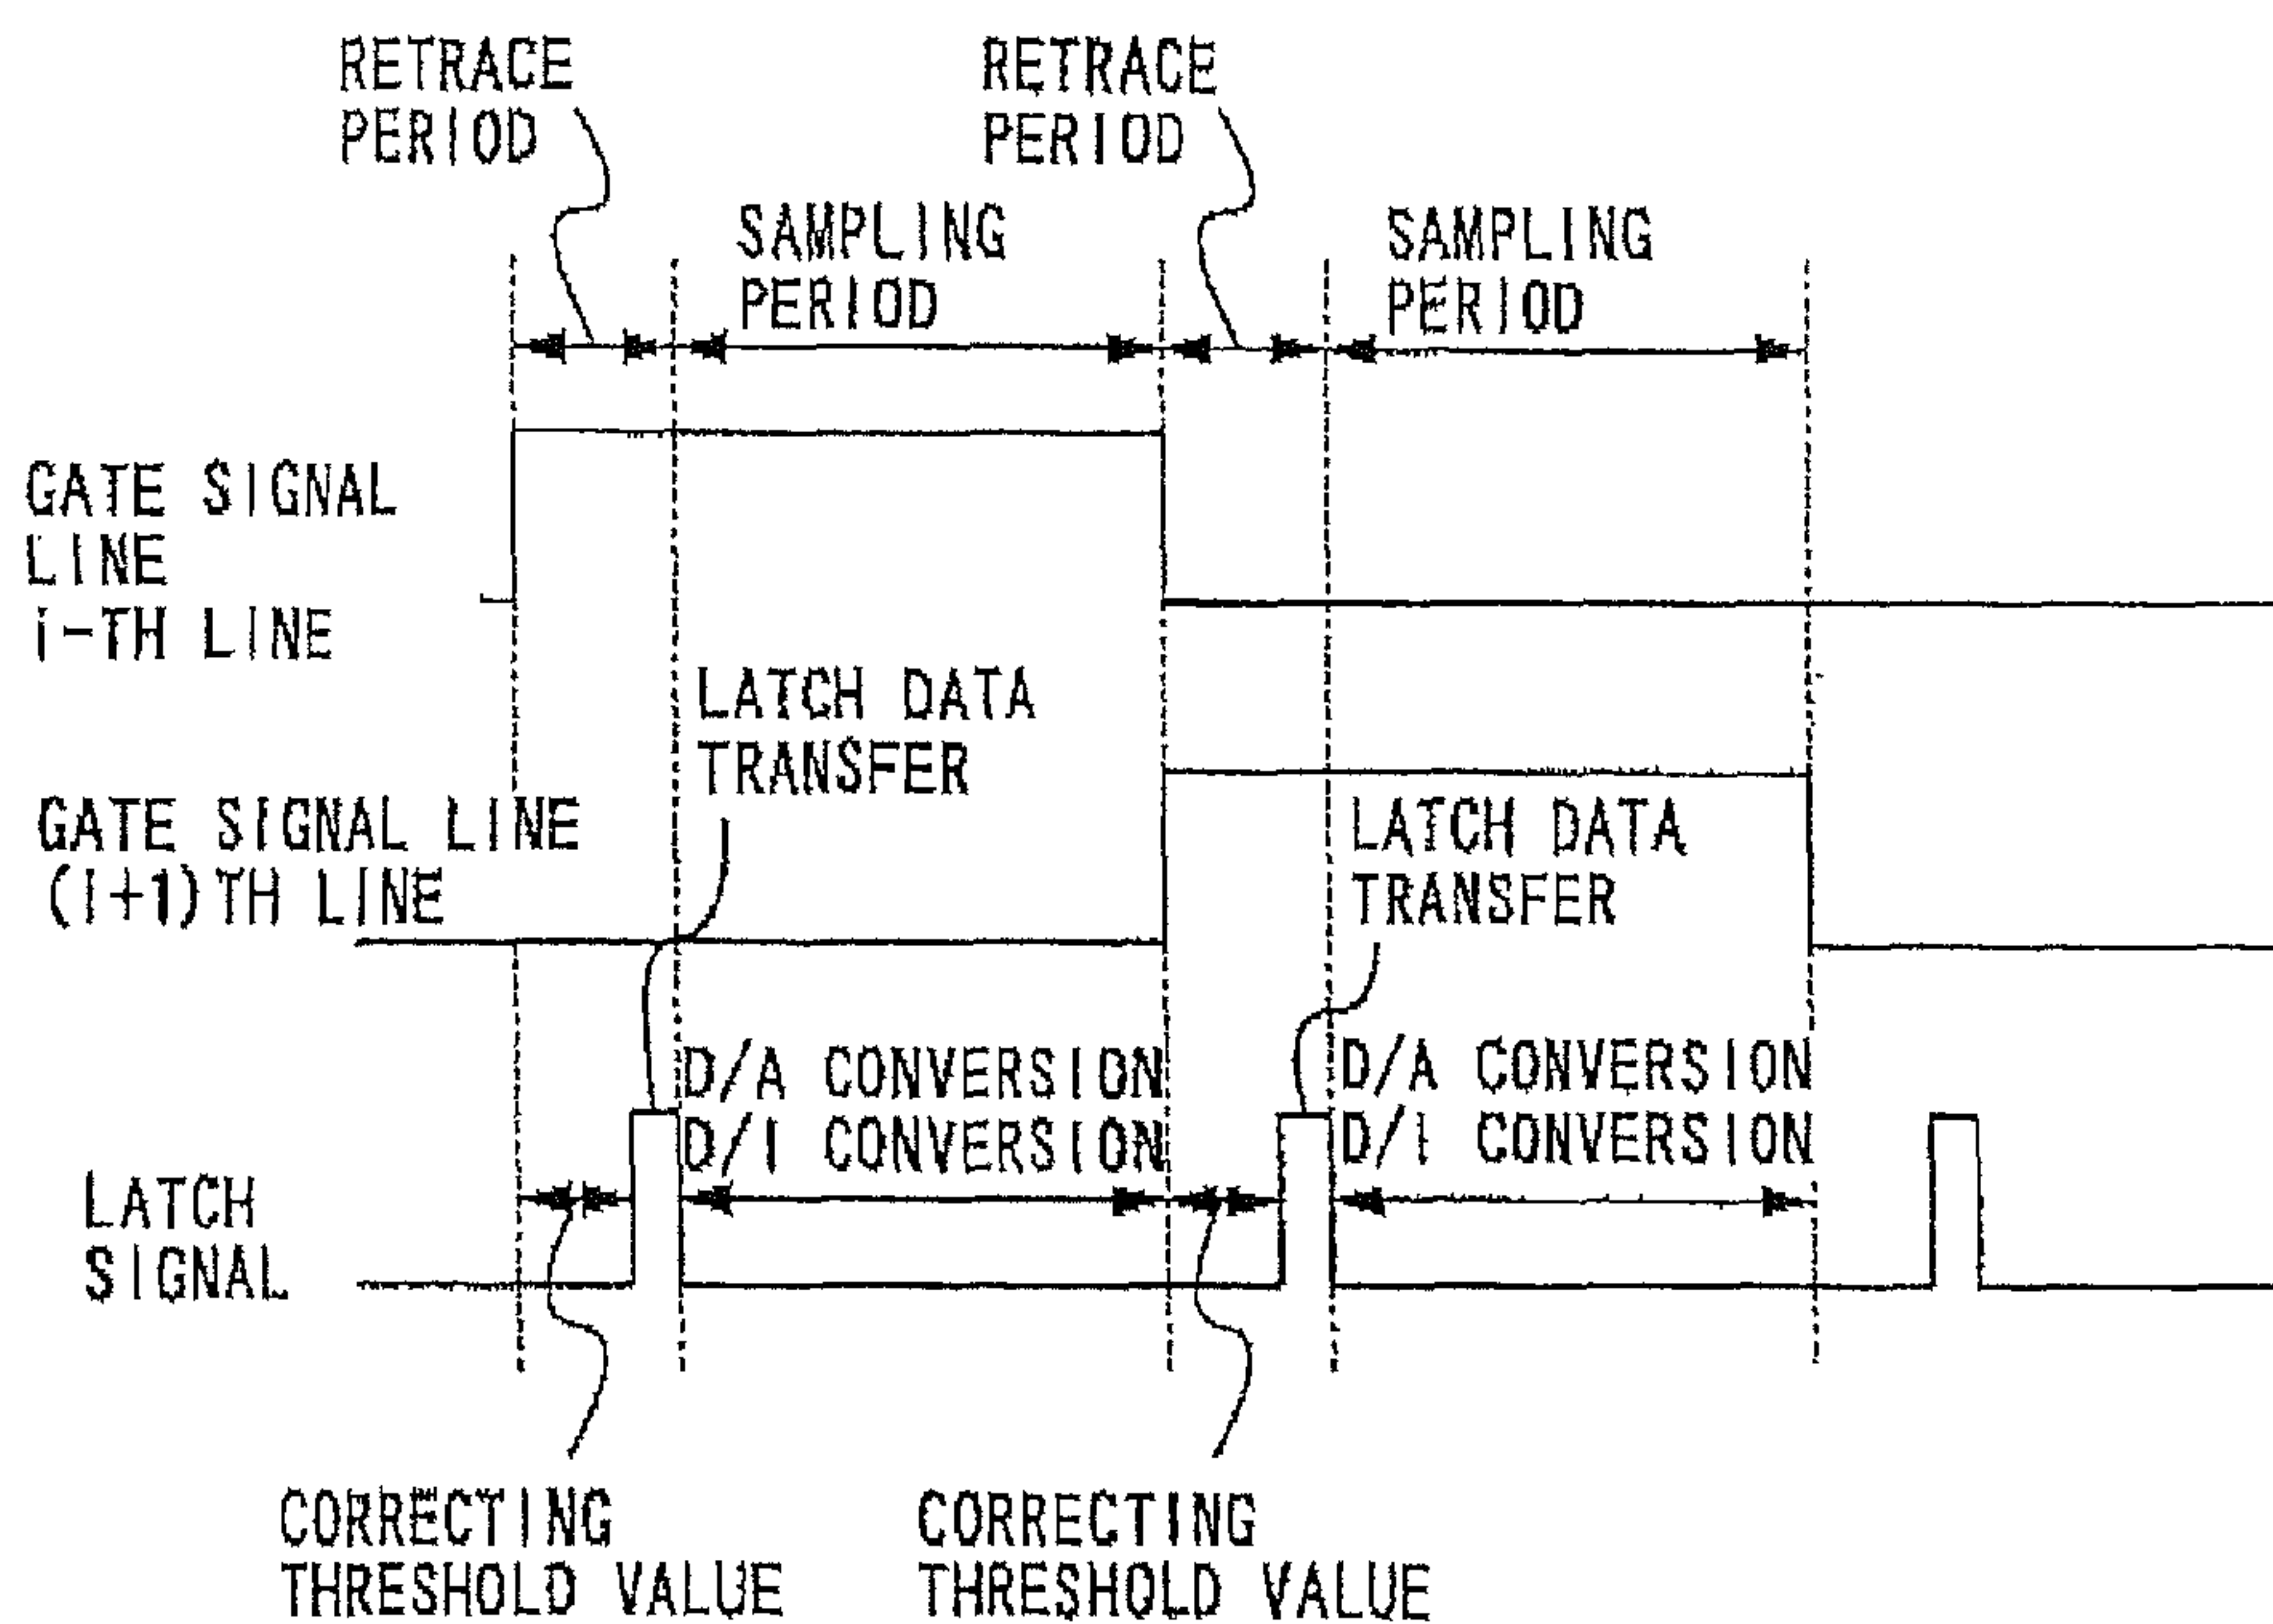 RETRACE
PERIOD
RETRACE
PERIOD
SAMPLING
PERIOD
SAMPLING
PERIOD
GATE SIGNAL
LINE
i-TH LINE
LATCH DATA
TRANSFER
GATE SIGNAL LINE
(i+1)TH LINE
LATCH DATA
TRANSFER
D/A CONVERSION
D/I CONVERSION
D/A CONVERSION
D/I CONVERSION
LATCH
SIGNAL
CORRECTING
THRESHOLD VALUE
CORRECTING
THRESHOLD VALUE